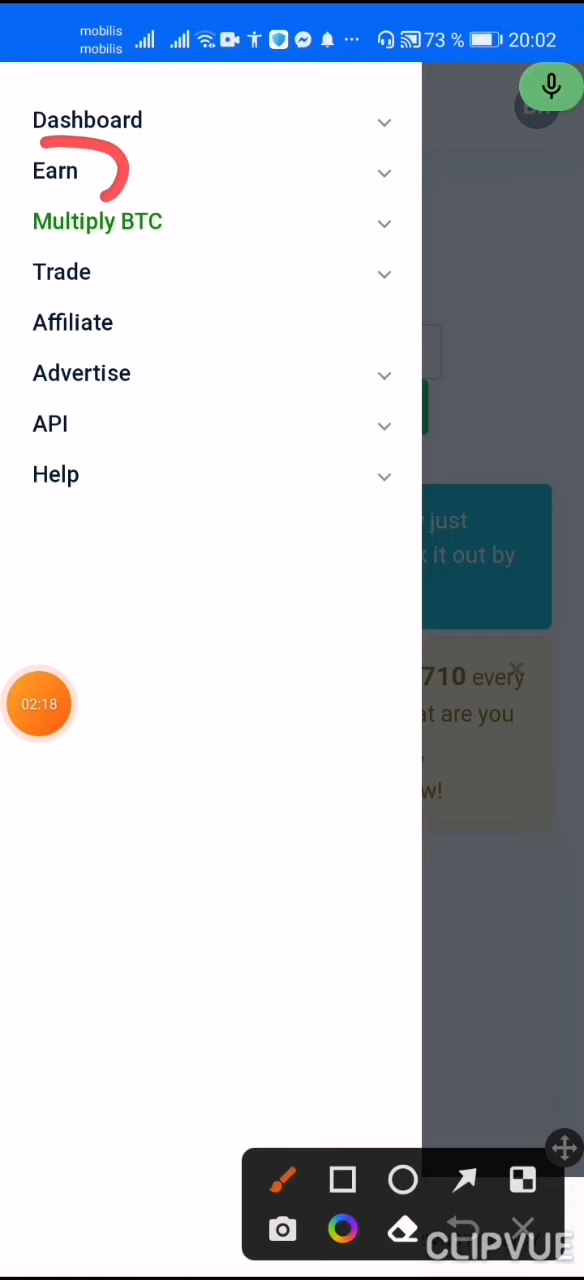 mobilis
mobilis
73 % 20:02
Dashboard
Earn
Multiply BTC
Trade
Affiliate
Advertise
API
Help
just
it out by
710 every
at are you
w!
02:18
CLIPVUE